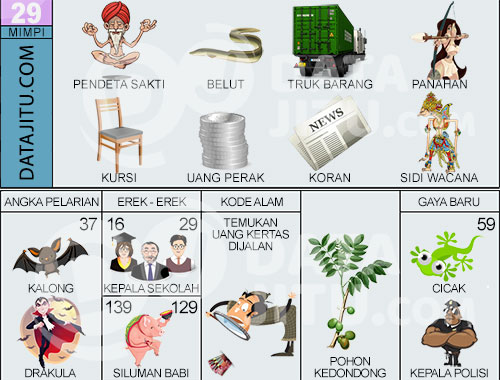 29
MIMPI
DATAJITU.COM
PENDETA SAKTI
BELUT
TRUK BARANG
PANAHAN
NEWS
KURSI
UANG PERAK
KORAN
SIDI WACANA
ANGKA PELARIAN
EREK - EREK
KODE ALAM
GAYA BARU
37
16
29
TEMUKAN
UANG KERTAS
DIJALAN
59
KALONG
KEPALA SEKOLAH
CICAK
139
129
DRAKULA
SILUMAN BABI
POHON
KEDONDONG
KEPALA POLISI
DATA
JITU.com
DATA
JITU.com